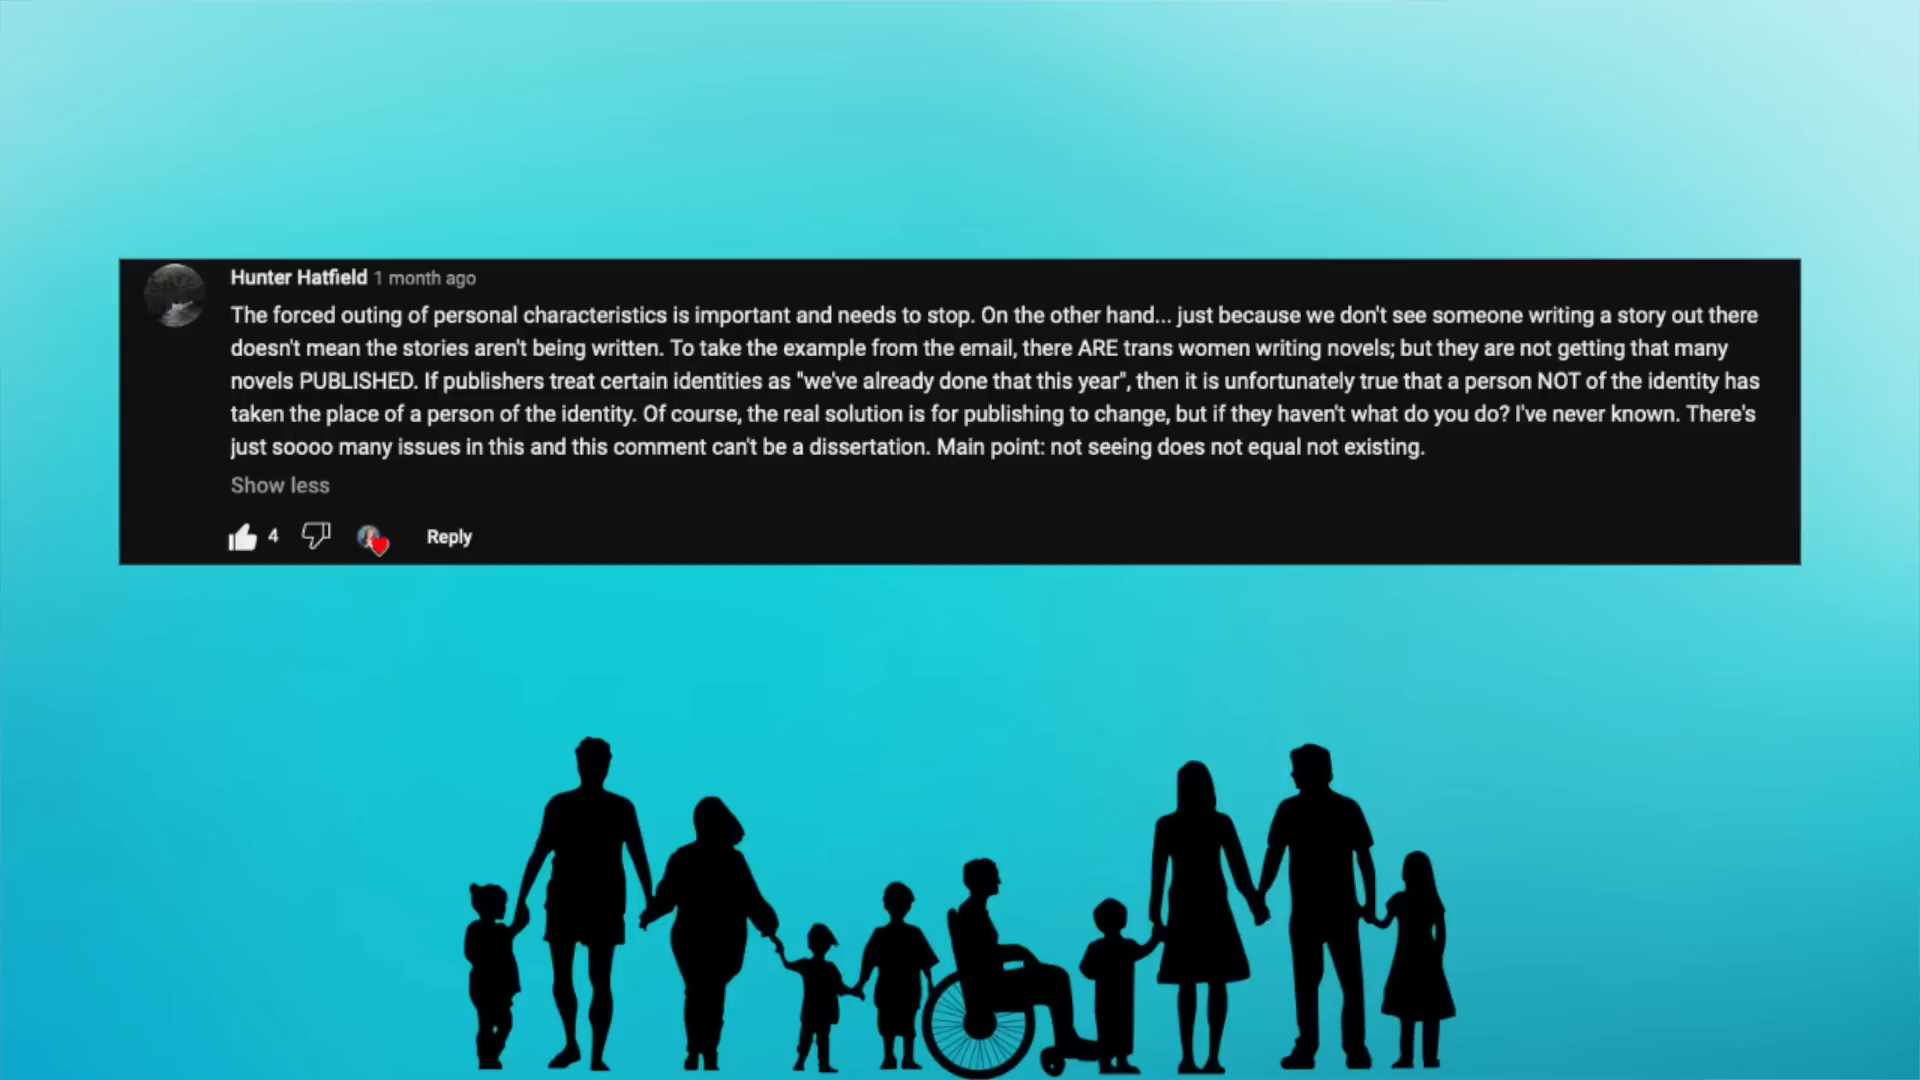 Hunter Hatfield 1 month ago
The forced outing of personal characteristics is important and needs to stop. On the other hand... just because we don't see someone writing a story out there
doesn't mean the stories aren't being written. To take the example from the email, there ARE trans women writing novels; but they are not getting that many
novels PUBLISHED. If publishers treat certain identities as "we've already done that this year", then it is unfortunately true that a person NOT of the identity has
taken the place of a person of the identity. Of course, the real solution is for publishing to change, but if they haven't what do you do? I've never known. There's
just soooo many issues in this and this comment can't be a dissertation. Main point: not seeing does not equal not existing.
Show less
4 Reply